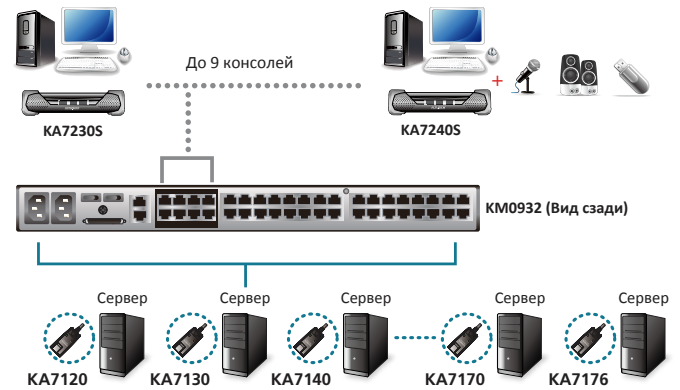 До 9 консолей
+
KA7230S
KA7240S
KM0932 (Вид сзади)
Сервер Сервер Сервер Сервер Сервер
KA7120 KA7130 KA7140 KA7170 KA7176